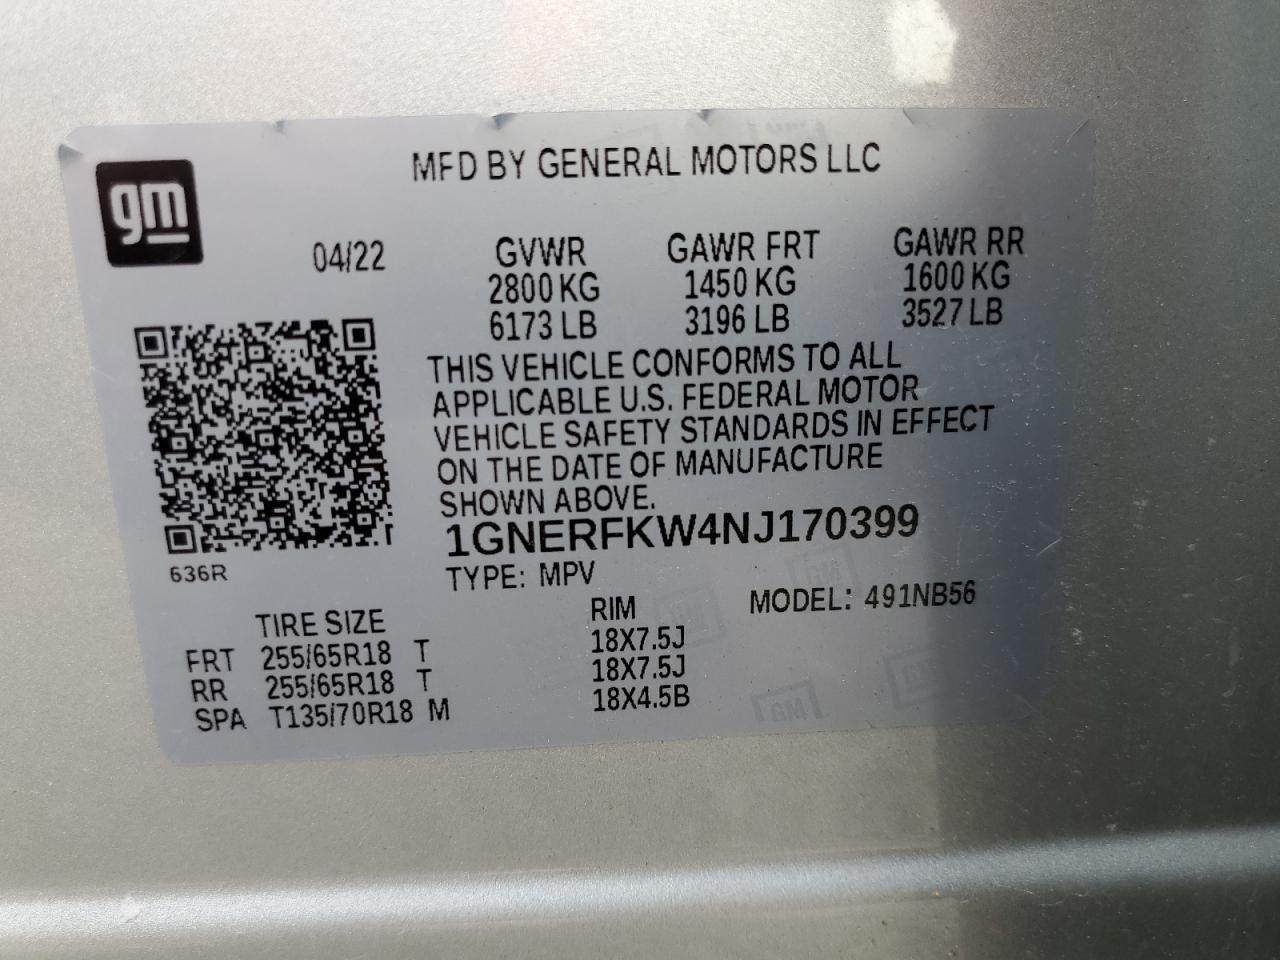 MFD BY GENERAL MOTORS LLC
gm
04/22 GVWR GAWR FRT GAWR RR
2800 KG 1450 KG 1600 KG
6173 LB 3196 LB 3527 LB
THIS VEHICLE CONFORMS TO ALL
APPLICABLE U.S. FEDERAL MOTOR
VEHICLE SAFETY STANDARDS IN EFFECT
ON THE DATE OF MANUFACTURE
SHOWN ABOVE.
1GNERFKW4NJ170399
636R
TYPE: MPV MODEL: 491NB56
TIRE SIZE RIM
FRT 255/65R18 T 18X7.5J
RR 255/65R18 T 18X7.5J
SPA T135/70R18 M 18X4.5B